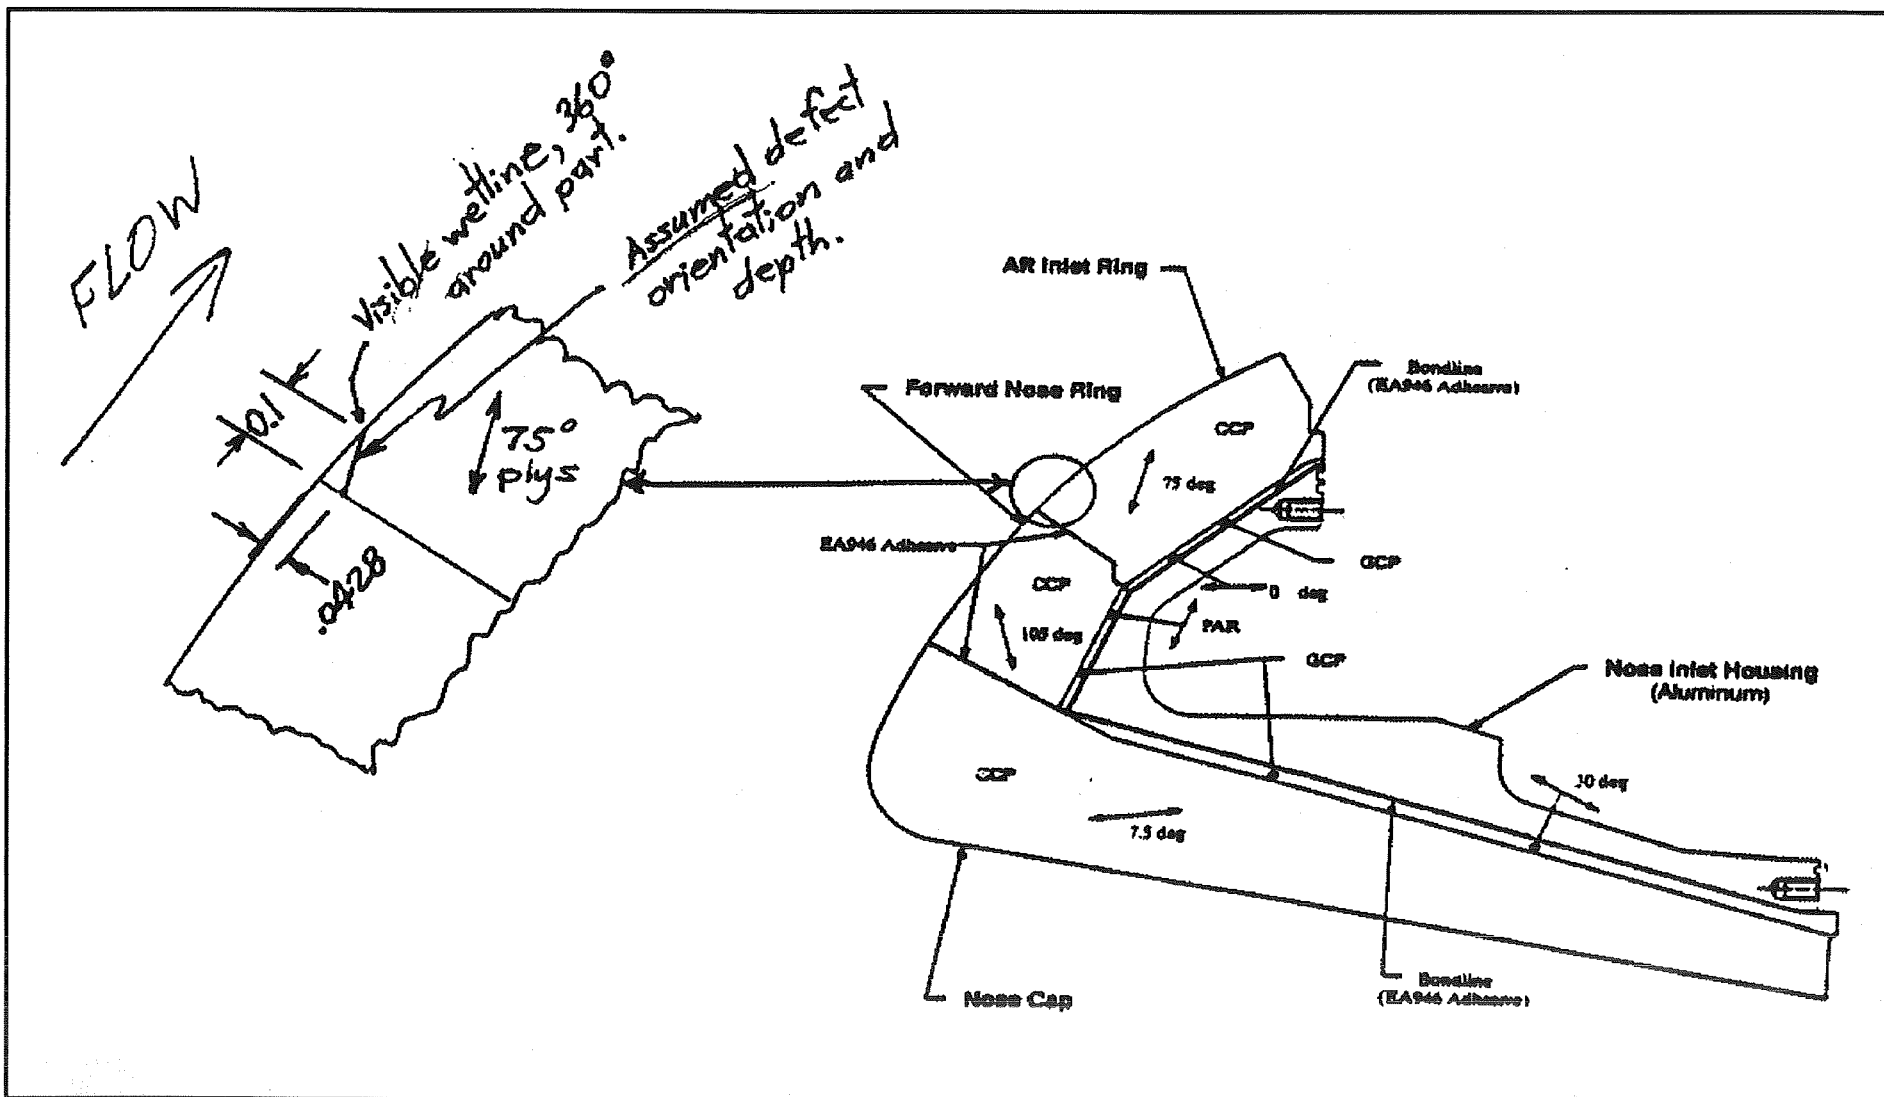 FLOW
Visible wetline, 360°
around part.
Assumed defect
orientation and
depth.
0.1
75°
plys
.0428
AR Inlet Ring
Forward Nose Ring
Bondline
(EA946 Adhesive)
CCP
75 deg
EA946 Adhesive
GCP
CCP
0 deg
105 deg
PAR
GCP
Nose Inlet Housing
(Aluminum)
CCP
7.5 deg
30 deg
Nose Cap
Bondline
(EA946 Adhesive)